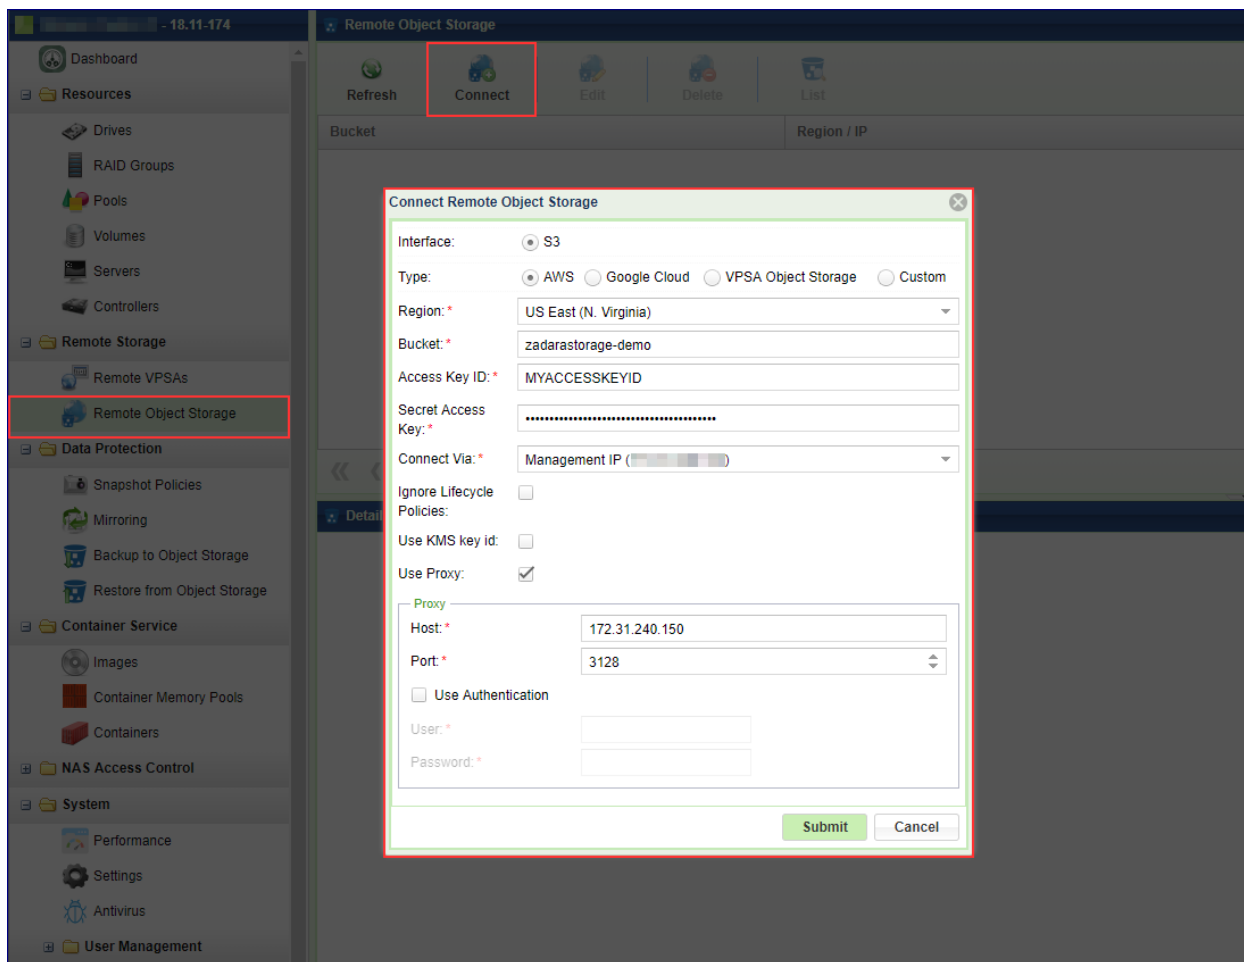 - 18.11-174
Remote Object Storage
Dashboard
Resources
Drives
RAID Groups
Pools
Volumes
Servers
Controllers
Remote Storage
Remote VPSAs
Remote Object Storage
Data Protection
Snapshot Policies
Mirroring
Backup to Object Storage
Restore from Object Storage
Container Service
Images
Container Memory Pools
Containers
NAS Access Control
System
Performance
Settings
Antivirus
User Management
Refresh
Connect
Edit
Delete
List
Bucket
Region / IP
Detail
Connect Remote Object Storage
Interface: S3
Type: AWS Google Cloud VPSA Object Storage Custom
Region: * US East (N. Virginia)
Bucket: * zadarastorage-demo
Access Key ID: * MYACCESSKEYID
Secret Access
Key: * ••••••••••••••••••••••••••••••••••••••••
Connect Via: * Management IP ( )
Ignore Lifecycle
Policies:
Use KMS key id:
Use Proxy:
Proxy
Host: * 172.31.240.150
Port: * 3128
Use Authentication
User: *
Password: *
Submit Cancel